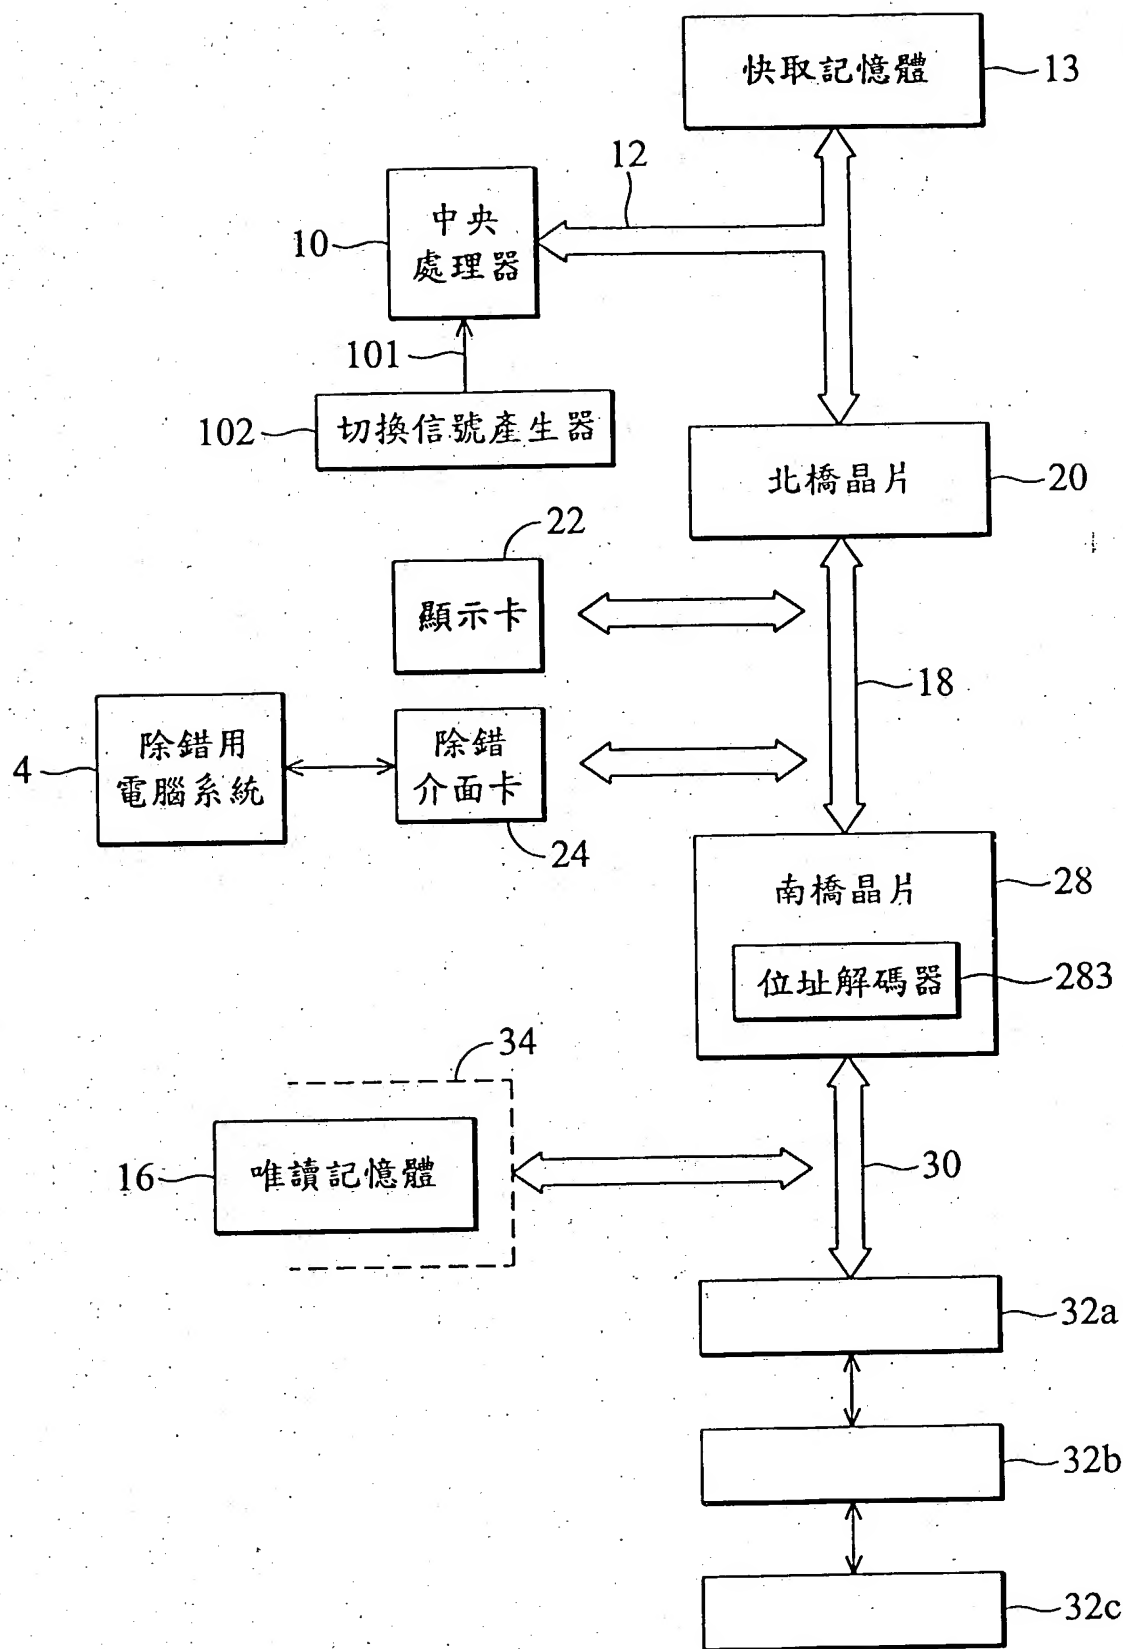 快取記憶體
13
12
中央
處理器
10
101
102
切換信號產生器
北橋晶片
20
22
顯示卡
18
除錯用
電腦系統
4
除錯
介面卡
24
南橋晶片
28
位址解碼器
283
34
16
唯讀記憶體
30
32a
32b
32c